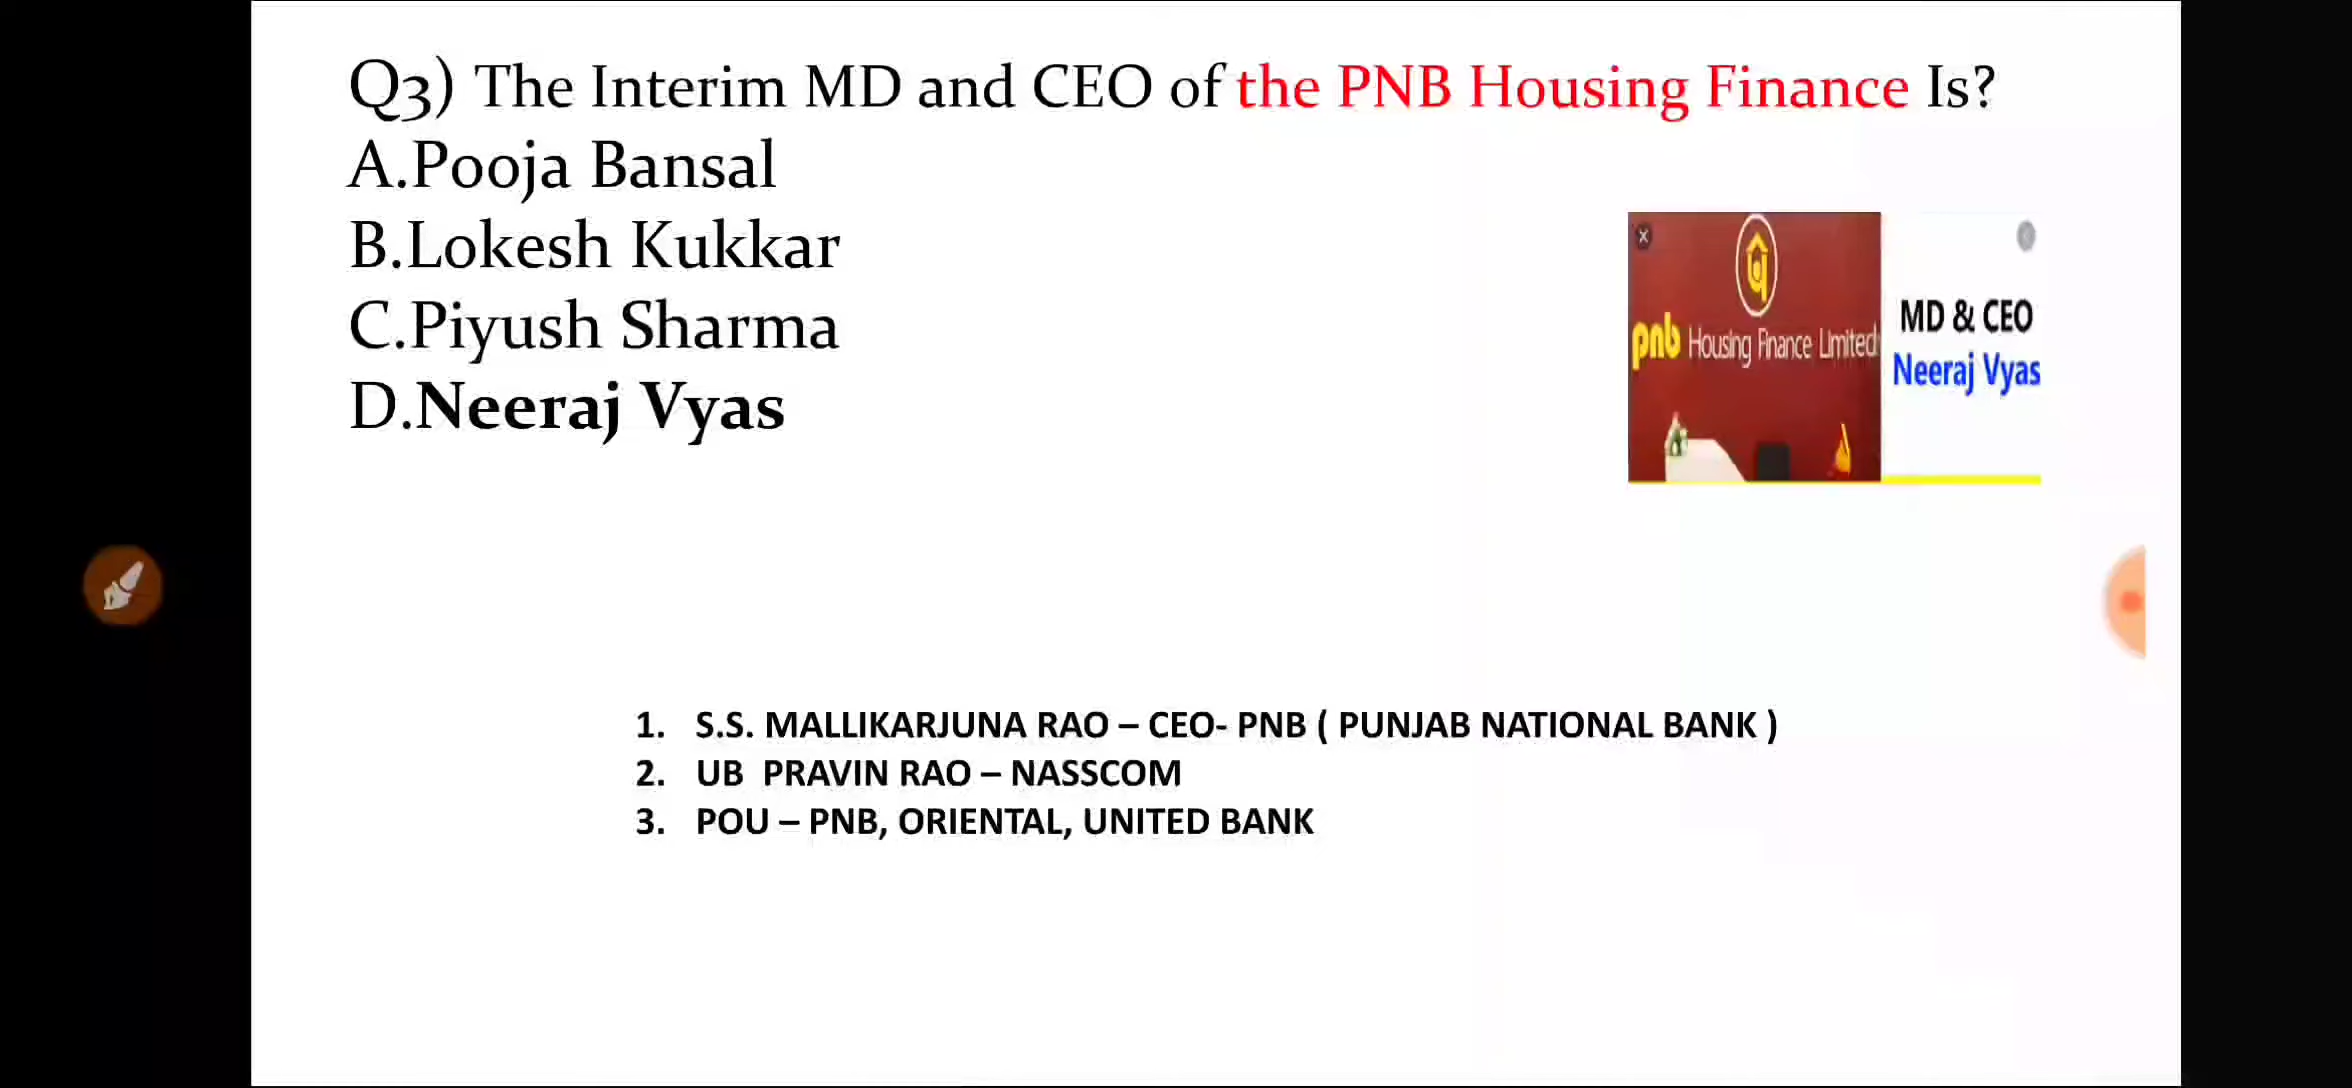 Q3) The Interim MD and CEO of the PNB Housing Finance Is?
A.Pooja Bansal
B.Lokesh Kukkar
C.Piyush Sharma
D.Neeraj Vyas
pnb Housing Finance Limited
MD & CEO
Neeraj Vyas
1. S.S. MALLIKARJUNA RAO – CEO- PNB ( PUNJAB NATIONAL BANK )
2. UB PRAVIN RAO – NASSCOM
3. POU – PNB, ORIENTAL, UNITED BANK